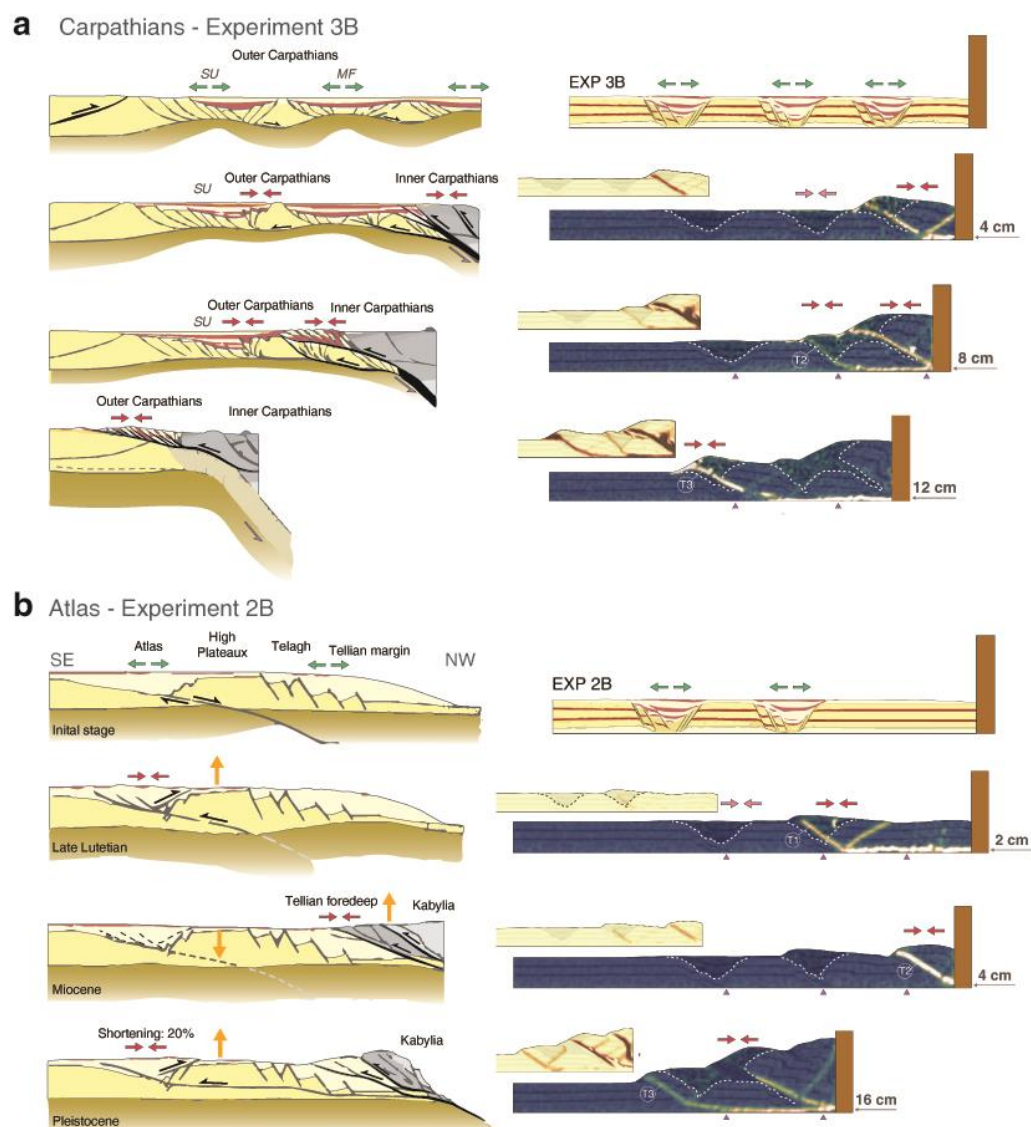 a Carpathians - Experiment 3B
Outer Carpathians
SU MF
EXP 3B
Outer Carpathians Inner Carpathians
SU
4 cm
Outer Carpathians Inner Carpathians
SU
T2
8 cm
Outer Carpathians Inner Carpathians
T3
12 cm
b Atlas - Experiment 2B
SE Atlas High Plateaux Telagh Tellian margin NW
EXP 2B
Inital stage
T1
2 cm
Late Lutetian
Tellian foredeep Kabylia
T2
4 cm
Miocene
Shortening: 20% Kabylia
T3
16 cm
Pleistocene